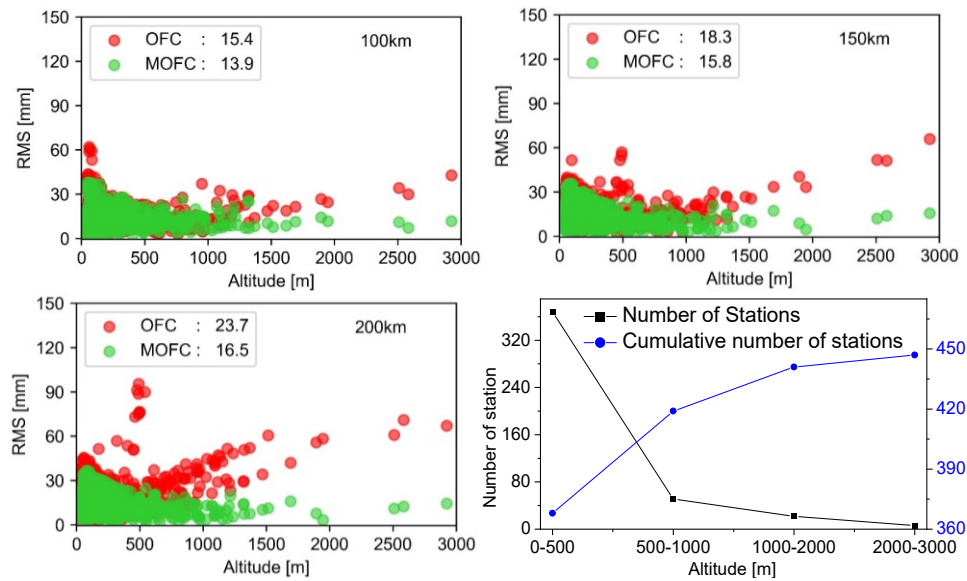 150
120
90
60
30
0
RMS [mm]
OFC : 15.4
MOFC : 13.9
100km
0 500 1000 1500 2000 2500 3000
Altitude [m]
150
120
90
60
30
0
RMS [mm]
OFC : 18.3
MOFC : 15.8
150km
0 500 1000 1500 2000 2500 3000
Altitude [m]
150
120
90
60
30
0
RMS [mm]
OFC : 23.7
MOFC : 16.5
200km
0 500 1000 1500 2000 2500 3000
Altitude [m]
320
240
160
80
0
Number of station
Number of Stations
Cumulative number of stations
450
420
390
360
0-500 500-1000 1000-2000 2000-3000
Altitude [m]